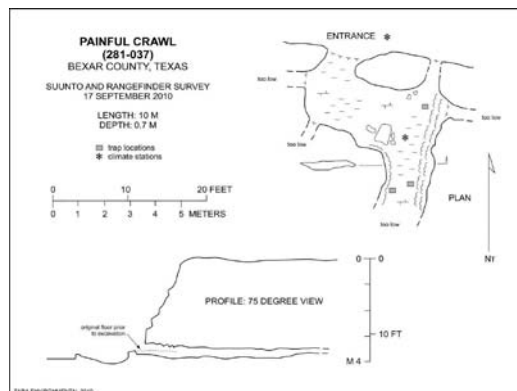 PAINFUL CRAWL
(281-037)
BEXAR COUNTY, TEXAS
SUUNTO AND RANGEFINDER SURVEY
17 SEPTEMBER 2010
LENGTH: 10 M
DEPTH: 0.7 M
trap locations
climate stations
0 10 20 FEET
0 1 2 3 4 5 METERS
ENTRANCE
too low
too low
too low
too low
PLAN
N
PROFILE: 75 DEGREE VIEW
original floor prior
to excavation
0 0
10 FT
M 4